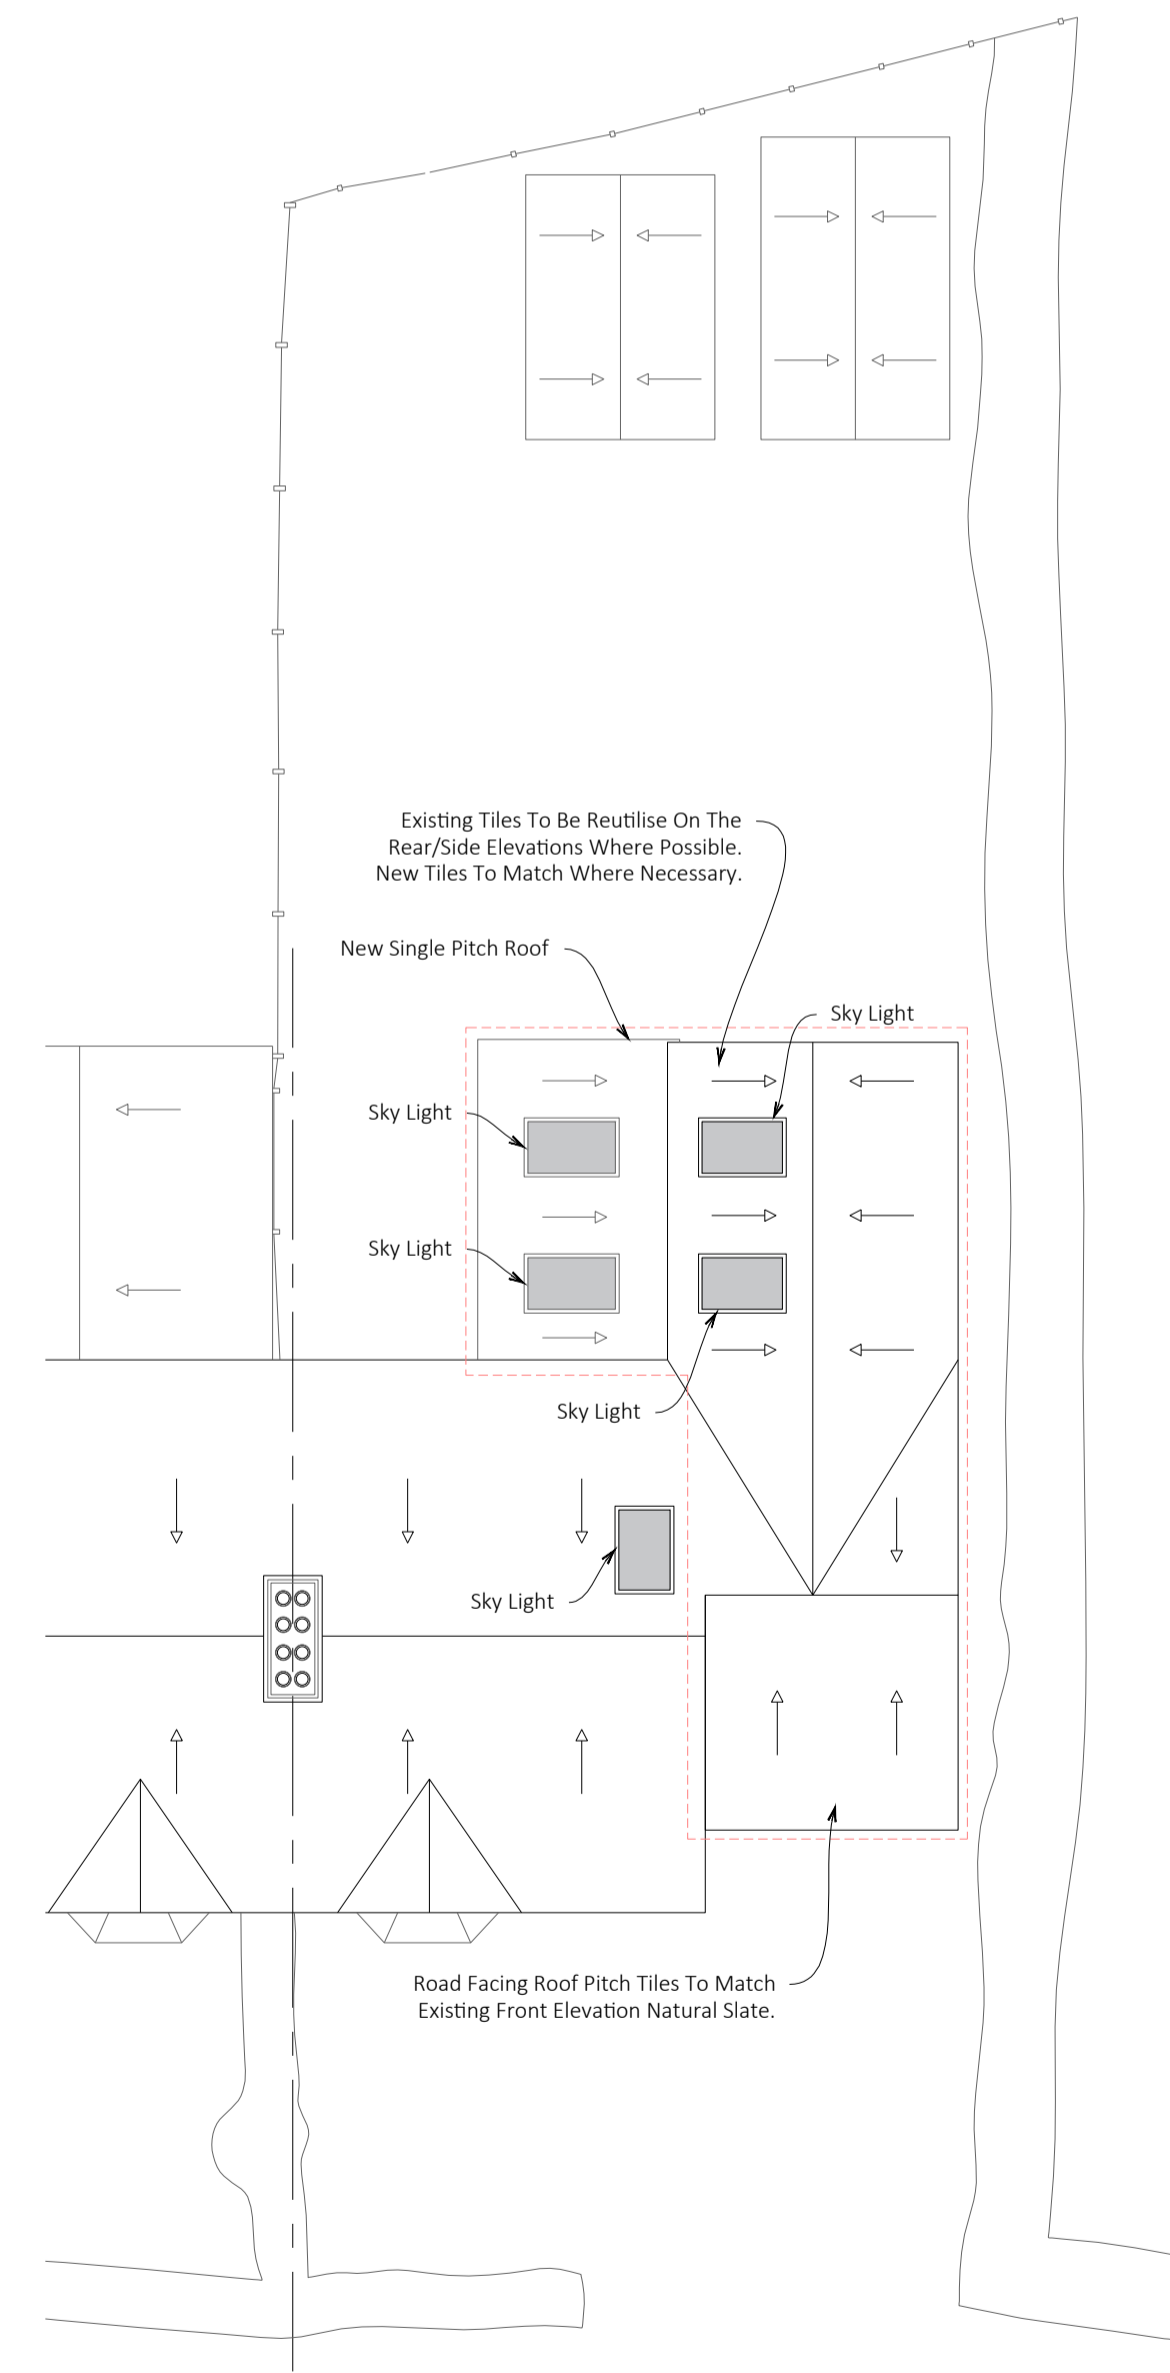 Existing Tiles To Be Reutilise On The
Rear/Side Elevations Where Possible.
New Tiles To Match Where Necessary.
New Single Pitch Roof
Sky Light
Sky Light
Sky Light
Sky Light
Sky Light
Road Facing Roof Pitch Tiles To Match
Existing Front Elevation Natural Slate.